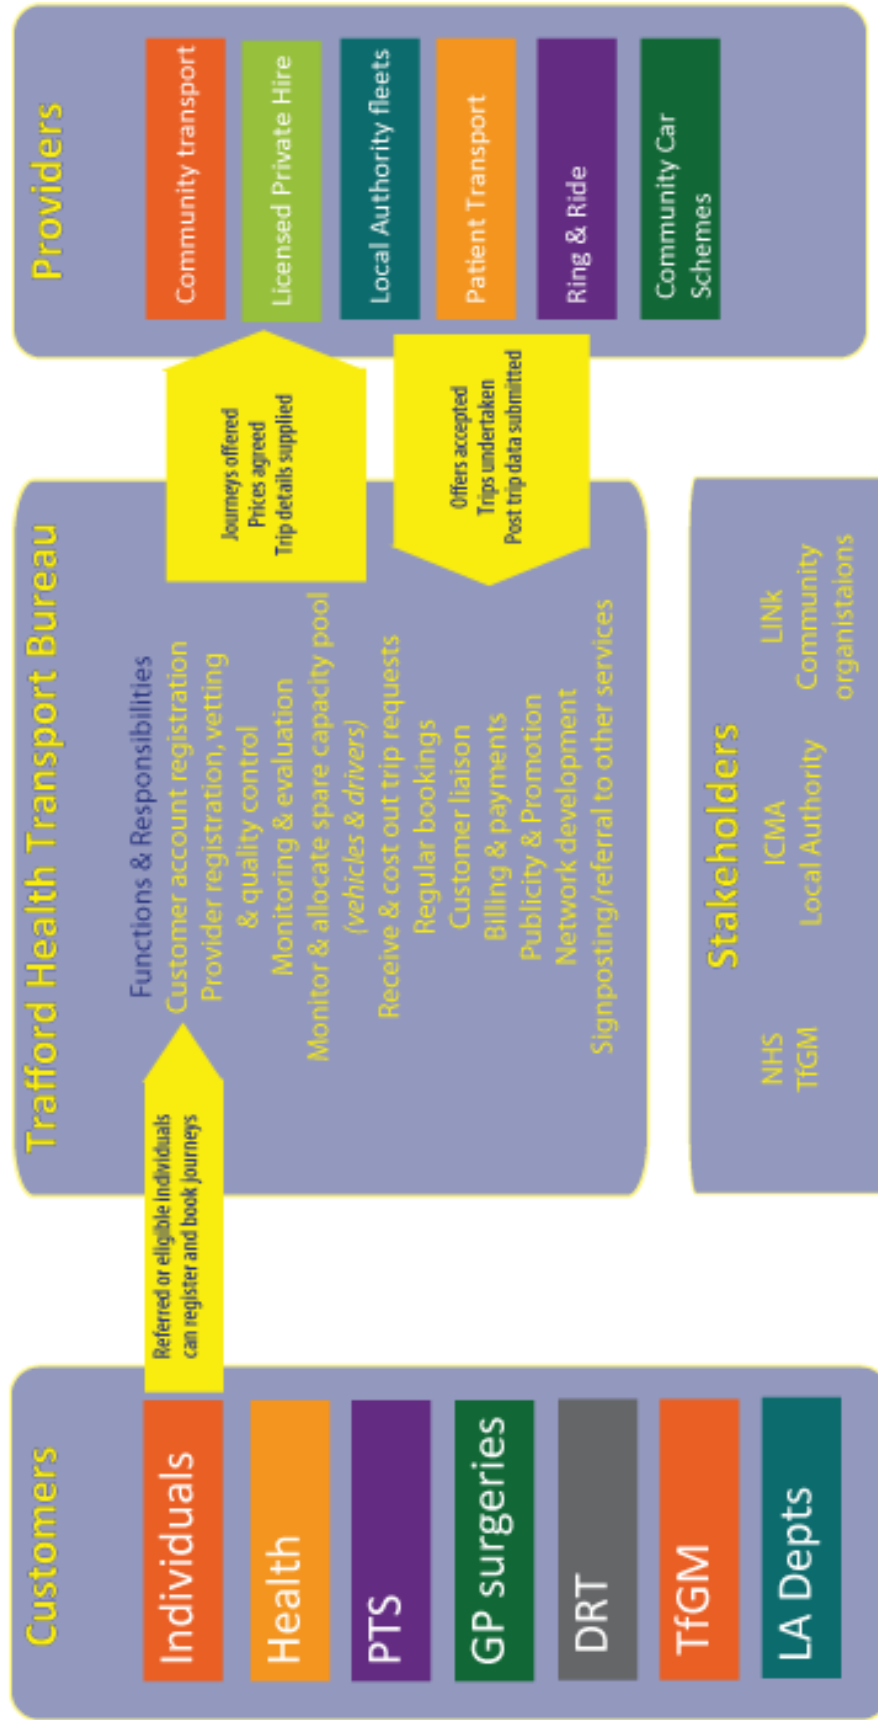 Customers
Individuals
Health
PTS
GP surgeries
DRT
TfGM
LA Depts
Referred or eligible individuals
can register and book journeys
Trafford Health Transport Bureau
Functions & Responsibilities
Customer account registration
Provider registration, vetting
& quality control
Monitoring & evaluation
Monitor & allocate spare capacity pool
(vehicles & drivers)
Receive & cost out trip requests
Regular bookings
Customer liaison
Billing & payments
Publicity & Promotion
Network development
Signposting/referral to other services
Journeys offered
Prices agreed
Trip details supplied
Offers accepted
Trips undertaken
Post trip data submitted
Providers
Community transport
Licensed Private Hire
Local Authority fleets
Patient Transport
Ring & Ride
Community Car
Schemes
Stakeholders
NHS
TfGM
ICMA
Local Authority
LINk
Community
organistaions